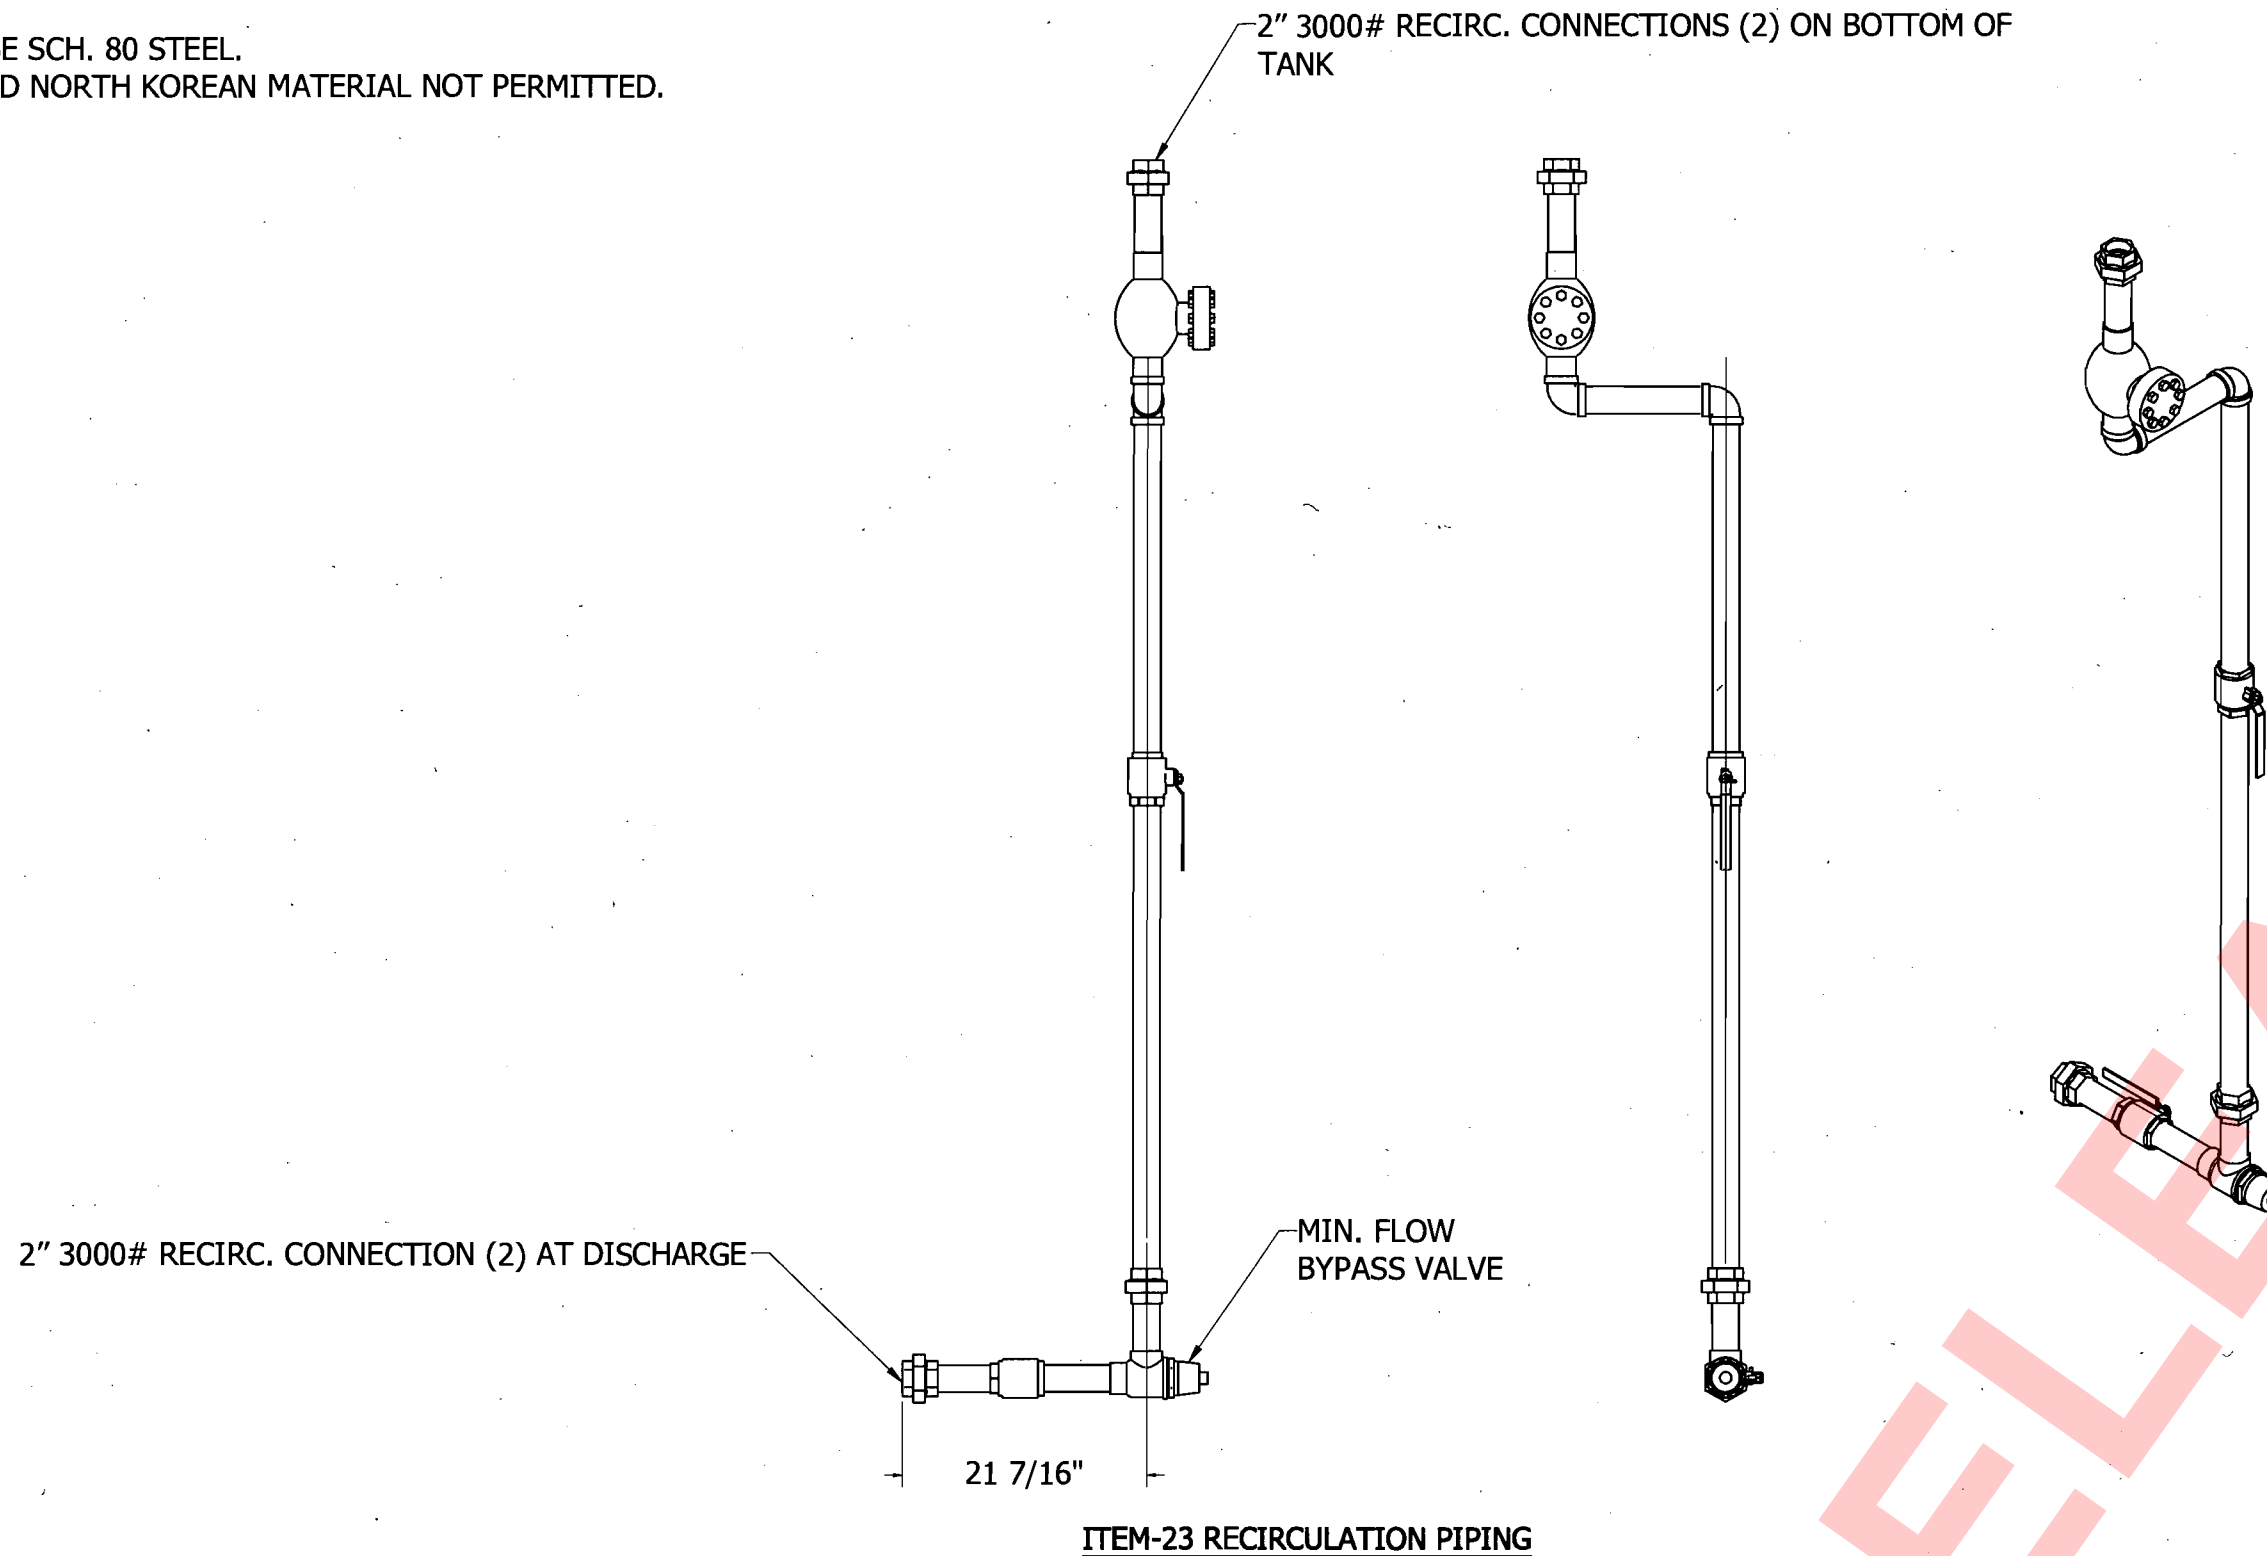 E SCH. 80 STEEL.
D NORTH KOREAN MATERIAL NOT PERMITTED.
2" 3000# RECIRC. CONNECTIONS (2) ON BOTTOM OF
TANK
2" 3000# RECIRC. CONNECTION (2) AT DISCHARGE
MIN. FLOW
BYPASS VALVE
21 7/16"
ITEM-23 RECIRCULATION PIPING